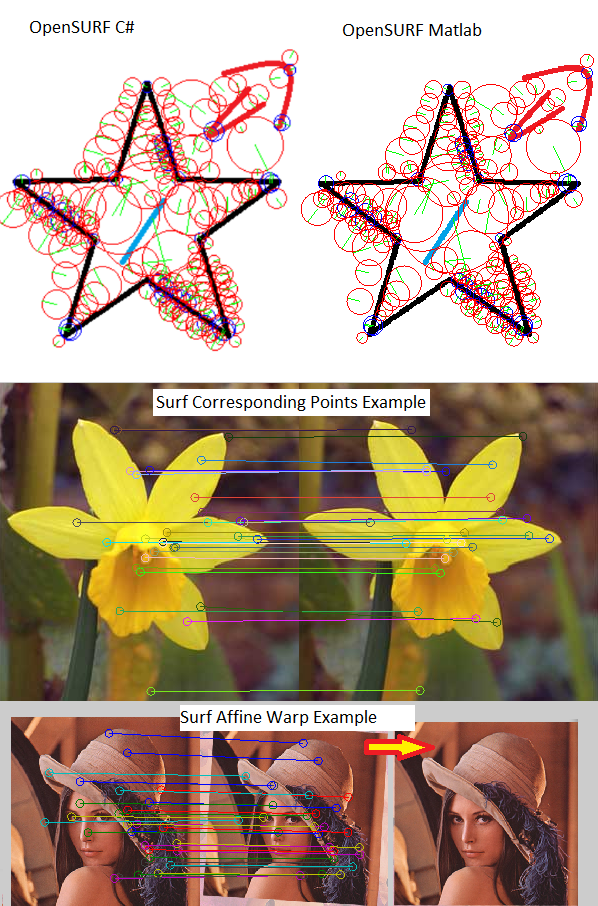 OpenSURF C#
OpenSURF Matlab
Surf Corresponding Points Example
Surf Affine Warp Example